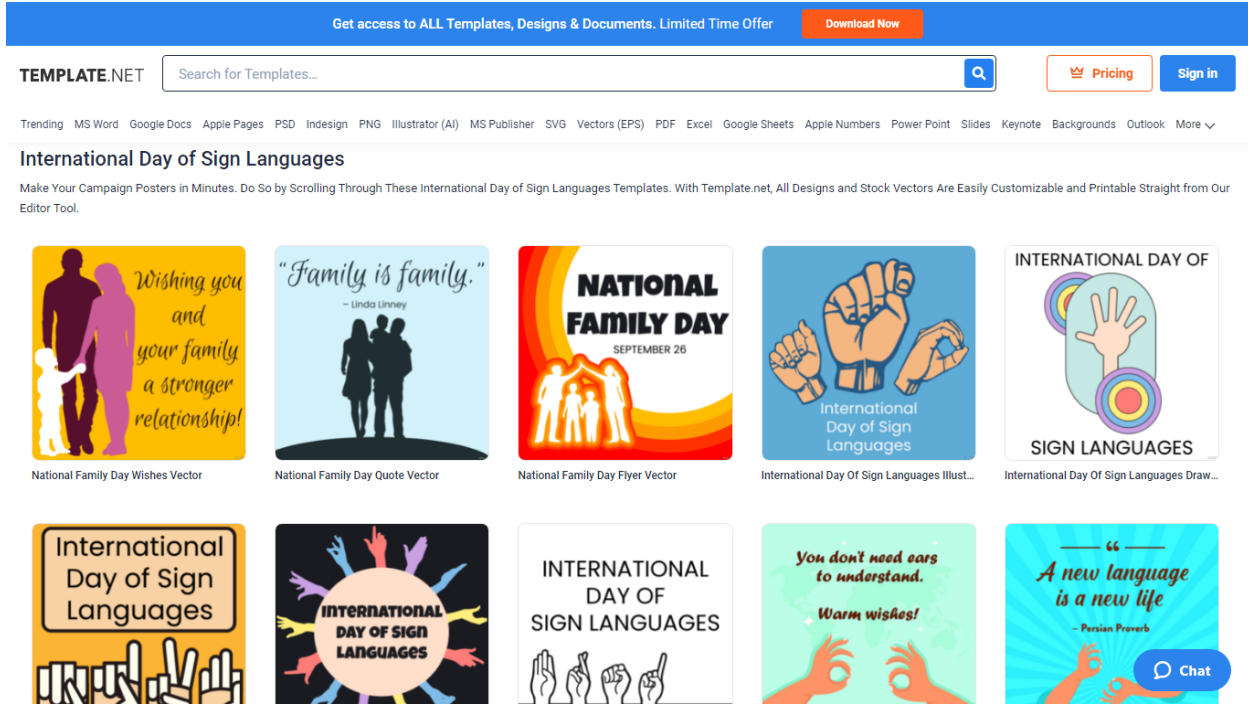 Get access to ALL Templates, Designs & Documents. Limited Time Offer Download Now
TEMPLATE.NET Search for Templates... Pricing Sign in
Trending MS Word Google Docs Apple Pages PSD Indesign PNG Illustrator (AI) MS Publisher SVG Vectors (EPS) PDF Excel Google Sheets Apple Numbers Power Point Slides Keynote Backgrounds Outlook More
International Day of Sign Languages
Make Your Campaign Posters in Minutes. Do So by Scrolling Through These International Day of Sign Languages Templates. With Template.net, All Designs and Stock Vectors Are Easily Customizable and Printable Straight from Our
Editor Tool.
Wishing you
and
your family
a stronger
relationship!
"Family is family."
– Linda Linney
NATIONAL
FAMILY DAY
SEPTEMBER 26
International
Day of Sign
Languages
INTERNATIONAL DAY OF
SIGN LANGUAGES
National Family Day Wishes Vector
National Family Day Quote Vector
National Family Day Flyer Vector
International Day Of Sign Languages Illust...
International Day Of Sign Languages Draw...
International
Day of Sign
Languages
INTERNATIONAL
DAY OF SIGN
LANGUAGES
INTERNATIONAL
DAY OF
SIGN LANGUAGES
You don't need ears
to understand.
Warm wishes!
“
A new language
is a new life
– Persian Proverb
Chat